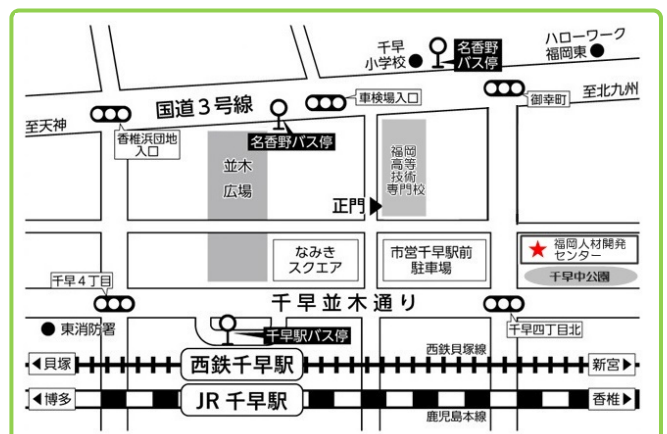 千早
小学校
名香野
バス停
ハローワーク
福岡東
国道3号線
車検場入口
御幸町
至北九州
至天神
香椎浜団地
入口
名香野バス停
並木
広場
福岡
高等
技術
専門校
正門▶
なみき
スクエア
市営千早駅前
駐車場
★ 福岡人材開発
センター
千早中公園
千早4丁目
千早並木通り
東消防署
千早駅バス停
千早四丁目北
西鉄貝塚線
◀貝塚
西鉄千早駅
新宮▶
◀博多
JR 千早駅
香椎▶
鹿児島本線